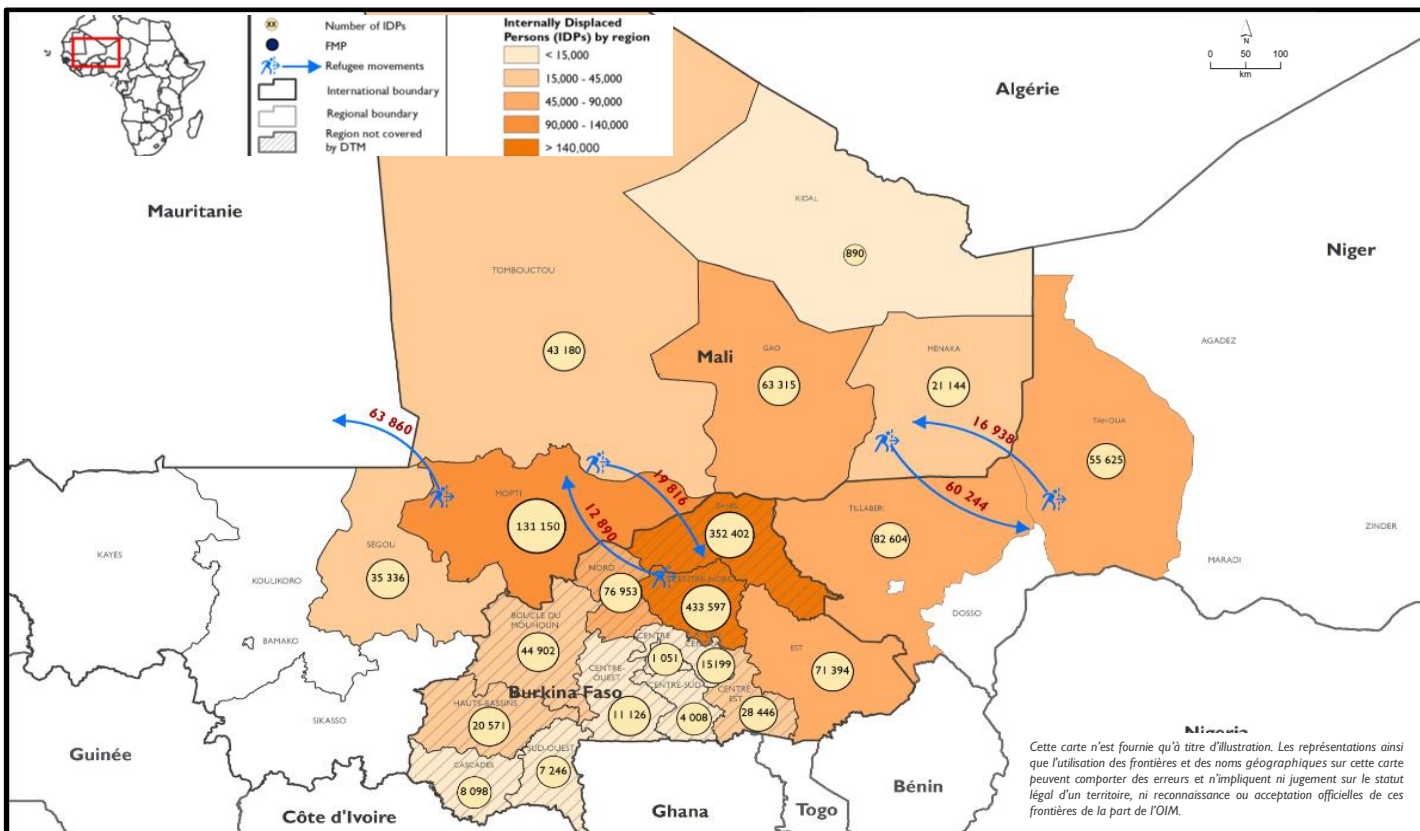 XX
Number of IDPs
FMP
Refugee movements
International boundary
Regional boundary
Region not covered
by DTM
Internally Displaced
Persons (IDPs) by region
< 15,000
15,000 - 45,000
45,000 - 90,000
90,000 - 140,000
> 140,000
N
0 50 100
km
Algérie
Mauritanie
KIDAL
890
Niger
TOMBOUCTOU
43 180
Mali
GAO
63 315
MÉNAKA
21 144
AGADEZ
TAHOUA
55 625
63 860
16 938
60 244
19 816
12 890
MOPTI
131 150
352 402
TILLABERI
82 604
ZINDER
MARADI
KAYES
SEGOU
35 336
KOULIKORO
NORD
76 953
CENTRE-NORD
433 597
DOSSO
BAMAKO
BOUCLE DU
MOUHOUN
44 902
CENTRE
1 051
15199
EST
71 394
CENTRE-
OUEST
CENTRE-SUD
CENTRE
EST
Burkina Faso
HAUTS-BASSINS
20 571
11 126
4 008
28 446
SIKASSO
Guinée
SUD-OUEST
7 246
CASCADES
8 098
Côte d'Ivoire
Ghana
Togo
Bénin
Nigeria
Cette carte n'est fournie qu'à titre d'illustration. Les représentations ainsi
que l'utilisation des frontières et des noms géographiques sur cette carte
peuvent comporter des erreurs et n'impliquent ni jugement sur le statut
légal d'un territoire, ni reconnaissance ou acceptation officielles de ces
frontières de la part de l'OIM.